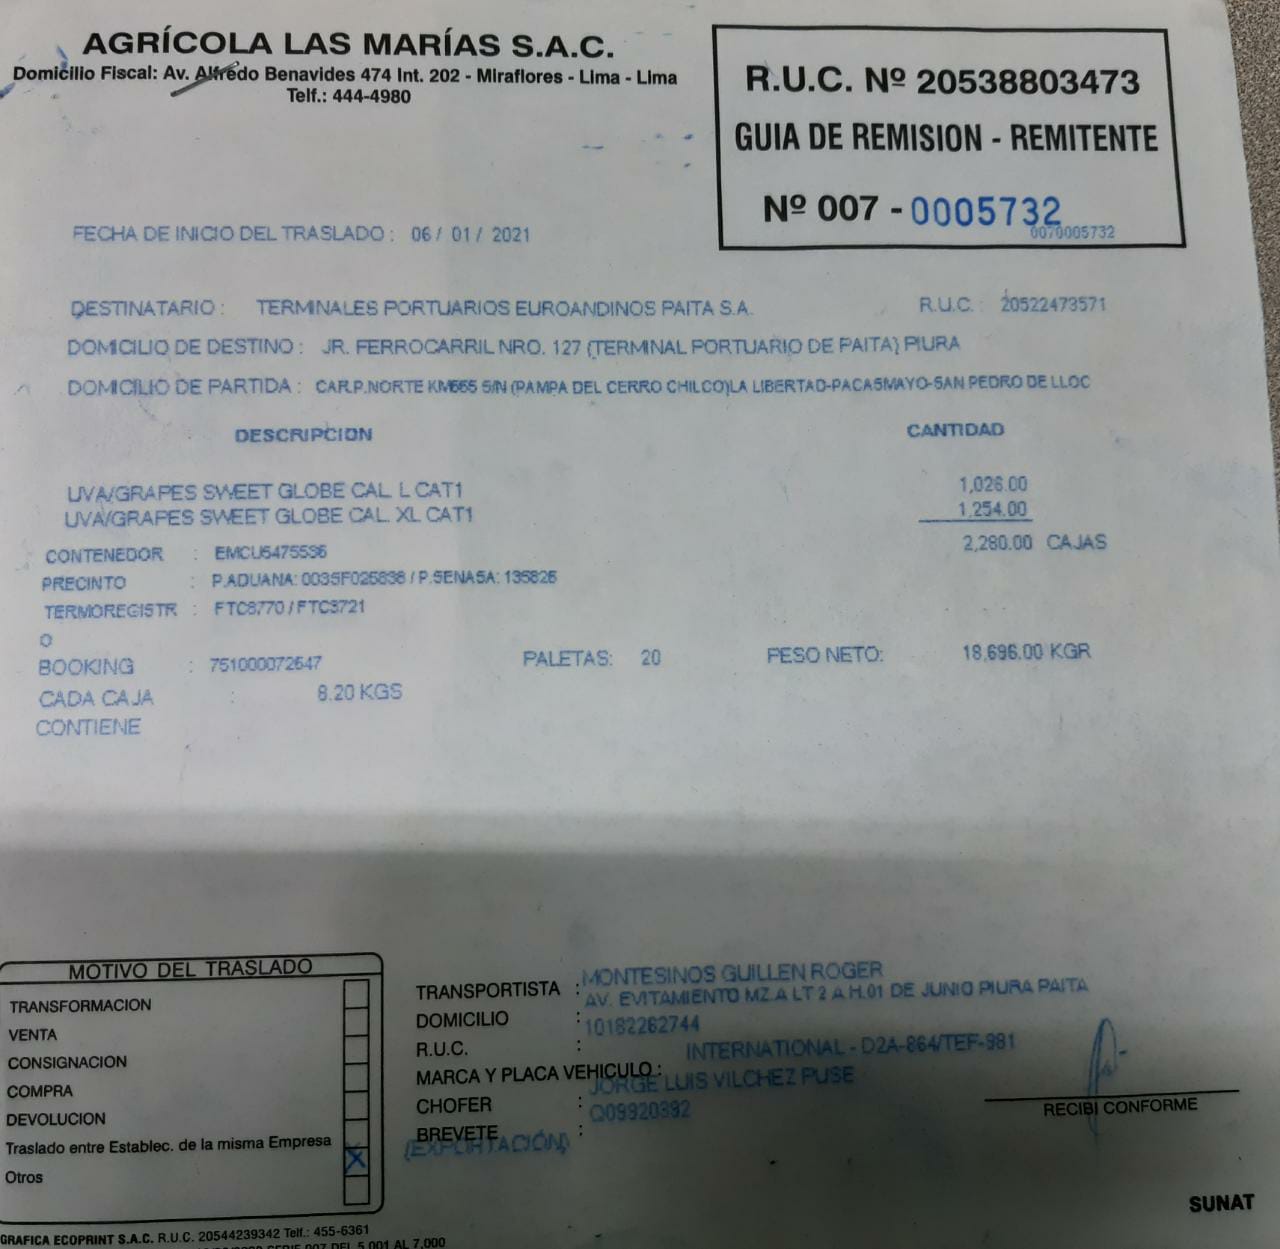 AGRÍCOLA LAS MARÍAS S.A.C.
Domicilio Fiscal: Av. Alfredo Benavides 474 Int. 202 - Miraflores - Lima - Lima
Telf.: 444-4980
R.U.C. Nº 20538803473
GUIA DE REMISION - REMITENTE
Nº 007 - 0005732
0070005732
FECHA DE INICIO DEL TRASLADO : 06 / 01 / 2021
DESTINATARIO : TERMINALES PORTUARIOS EUROANDINOS PAITA S.A. R.U.C. : 20522473571
DOMICILIO DE DESTINO : JR. FERROCARRIL NRO. 127 (TERMINAL PORTUARIO DE PAITA) PIURA
DOMICILIO DE PARTIDA : CAR.P.NORTE KM665 S/N (PAMPA DEL CERRO CHILCO)LA LIBERTAD-PACASMAYO-SAN PEDRO DE LLOC
DESCRIPCION CANTIDAD
UVA/GRAPES SWEET GLOBE CAL. L CAT1 1,026.00
UVA/GRAPES SWEET GLOBE CAL. XL CAT1 1,254.00
2,280.00 CAJAS
CONTENEDOR : EMCU5475536
PRECINTO : P.ADUANA: 0035F025838 / P.SENASA: 135826
TERMOREGISTR : FTC8770 / FTC3721
O
BOOKING : 751000072647 PALETAS: 20 PESO NETO: 18,696.00 KGR
CADA CAJA : 8.20 KGS
CONTIENE
MOTIVO DEL TRASLADO
TRANSFORMACION
VENTA
CONSIGNACION
COMPRA
DEVOLUCION
Traslado entre Establec. de la misma Empresa
Otros X
TRANSPORTISTA : MONTESINOS GUILLEN ROGER
DOMICILIO : AV. EVITAMIENTO MZ.A LT 2 A H.01 DE JUNIO PIURA PAITA
R.U.C. : 10182262744
MARCA Y PLACA VEHICULO : INTERNATIONAL - D2A-864/TEF-981
CHOFER : JORGE LUIS VILCHEZ PUSE
BREVETE : Q09920392
(EXPORTACIÓN)
RECIBI CONFORME
SUNAT
GRAFICA ECOPRINT S.A.C. R.U.C. 20544239342 Telf.: 455-6361
SERIE 007 DEL 5,001 AL 7,000